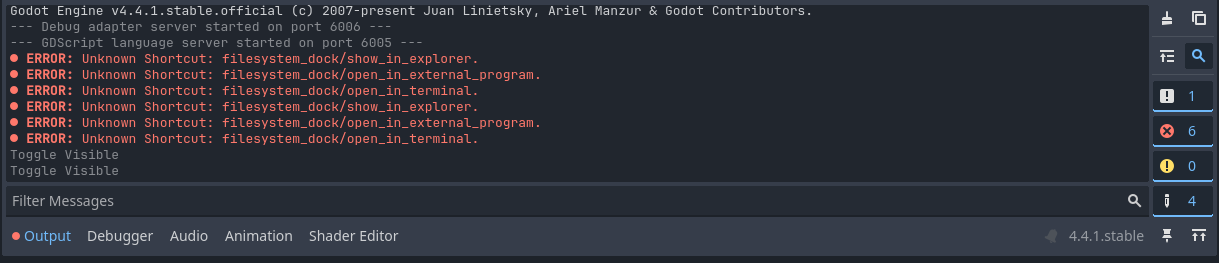 Godot Engine v4.4.1.stable.official (c) 2007-present Juan Linietsky, Ariel Manzur & Godot Contributors.
--- Debug adapter server started on port 6006 ---
--- GDScript language server started on port 6005 ---
ERROR: Unknown Shortcut: filesystem_dock/show_in_explorer.
ERROR: Unknown Shortcut: filesystem_dock/open_in_external_program.
ERROR: Unknown Shortcut: filesystem_dock/open_in_terminal.
ERROR: Unknown Shortcut: filesystem_dock/show_in_explorer.
ERROR: Unknown Shortcut: filesystem_dock/open_in_external_program.
ERROR: Unknown Shortcut: filesystem_dock/open_in_terminal.
Toggle Visible
Toggle Visible
1
6
0
4
Filter Messages
Output Debugger Audio Animation Shader Editor 4.4.1.stable